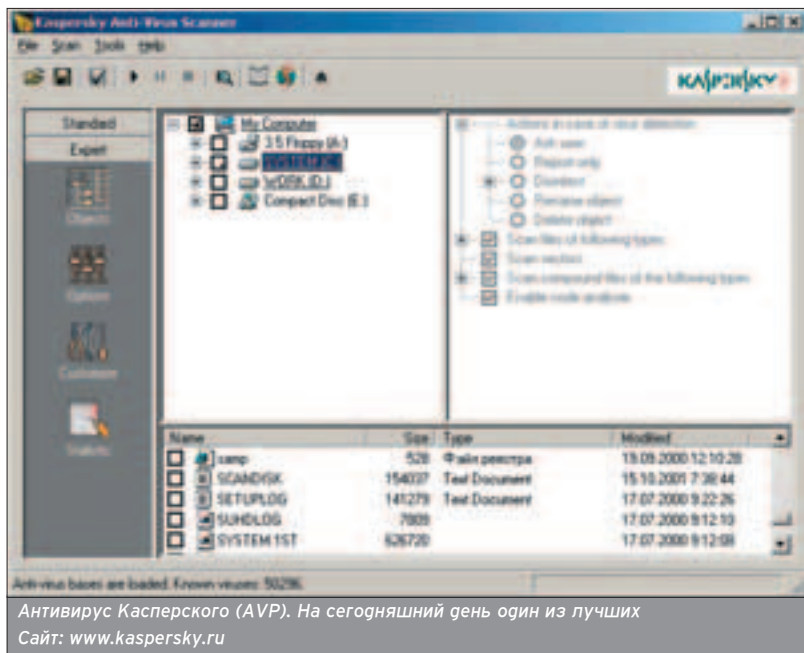 Kaspersky Anti-Virus Scanner
File Scan Tools Help
KASPERSKY
Standard
Expert
Objects
Options
Customize
Statistic
My Computer
3.5 Floppy (A:)
SYSTEM (C:)
WORK (D:)
Compact Disc (E:)
Actions in case of virus detection
Ask user
Report only
Disinfect
Rename object
Delete object
Scan files of following types
Scan sectors
Scan compound files of the following types
Enable code analysis
Name Size Type Modified
528 Файл реестра 19.09.2000 12:10:28
SCANDISK 154037 Text Document 15.10.2001 7:38:44
SETUPLOG 141279 Text Document 17.07.2000 9:22:26
SUHDLOG 7809 17.07.2000 9:12:10
SYSTEM.1ST 626720 17.07.2000 9:12:08
Anti-virus bases are loaded. Known viruses: 50296.
Антивирус Касперского (AVP). На сегодняшний день один из лучших
Сайт: www.kaspersky.ru